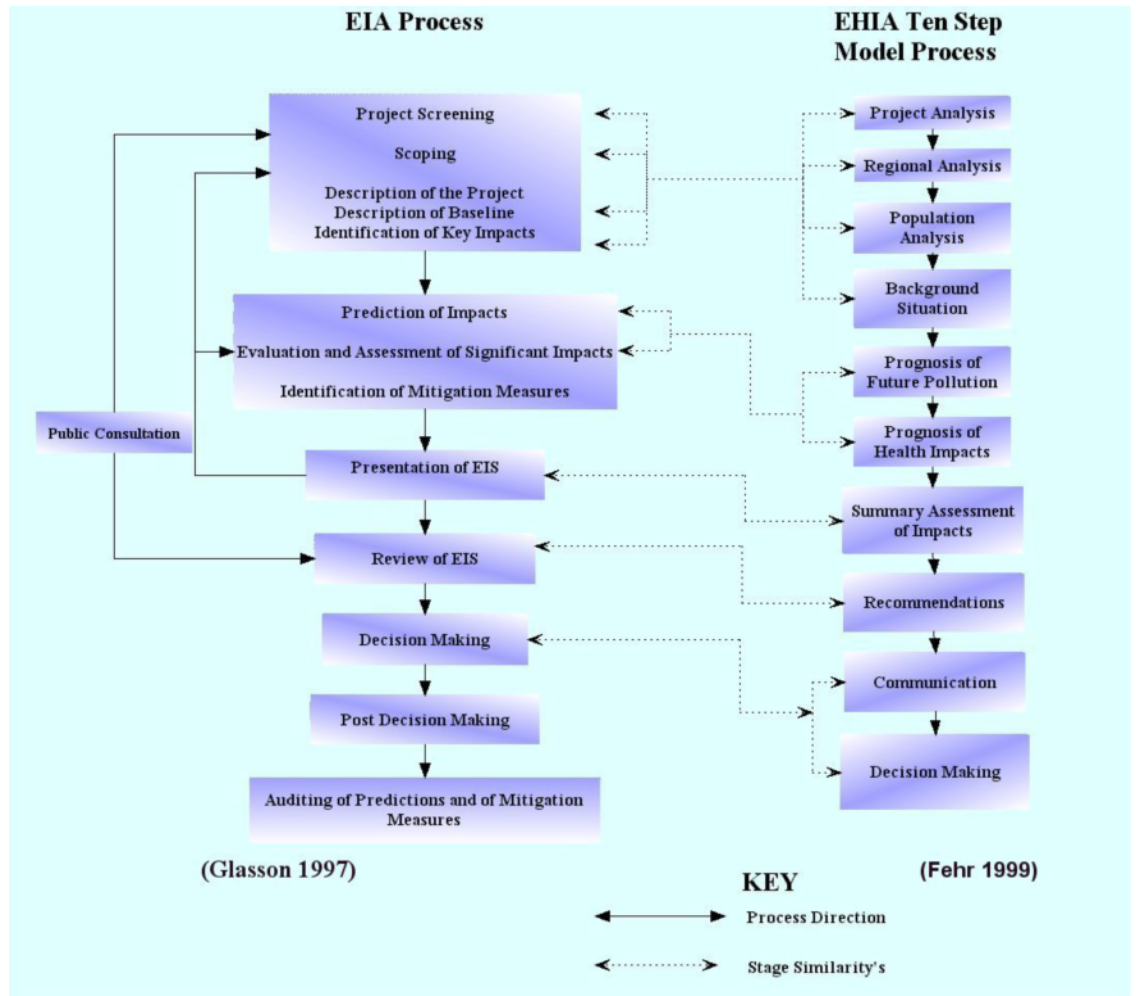 EIA Process
EHIA Ten Step
Model Process
Project Screening
Scoping
Description of the Project
Description of Baseline
Identification of Key Impacts
Prediction of Impacts
Evaluation and Assessment of Significant Impacts
Identification of Mitigation Measures
Public Consultation
Presentation of EIS
Review of EIS
Decision Making
Post Decision Making
Auditing of Predictions and of Mitigation
Measures
(Glasson 1997)
Project Analysis
Regional Analysis
Population
Analysis
Background
Situation
Prognosis of
Future Pollution
Prognosis of
Health Impacts
Summary Assessment
of Impacts
Recommendations
Communication
Decision Making
(Fehr 1999)
KEY
Process Direction
Stage Similarity's